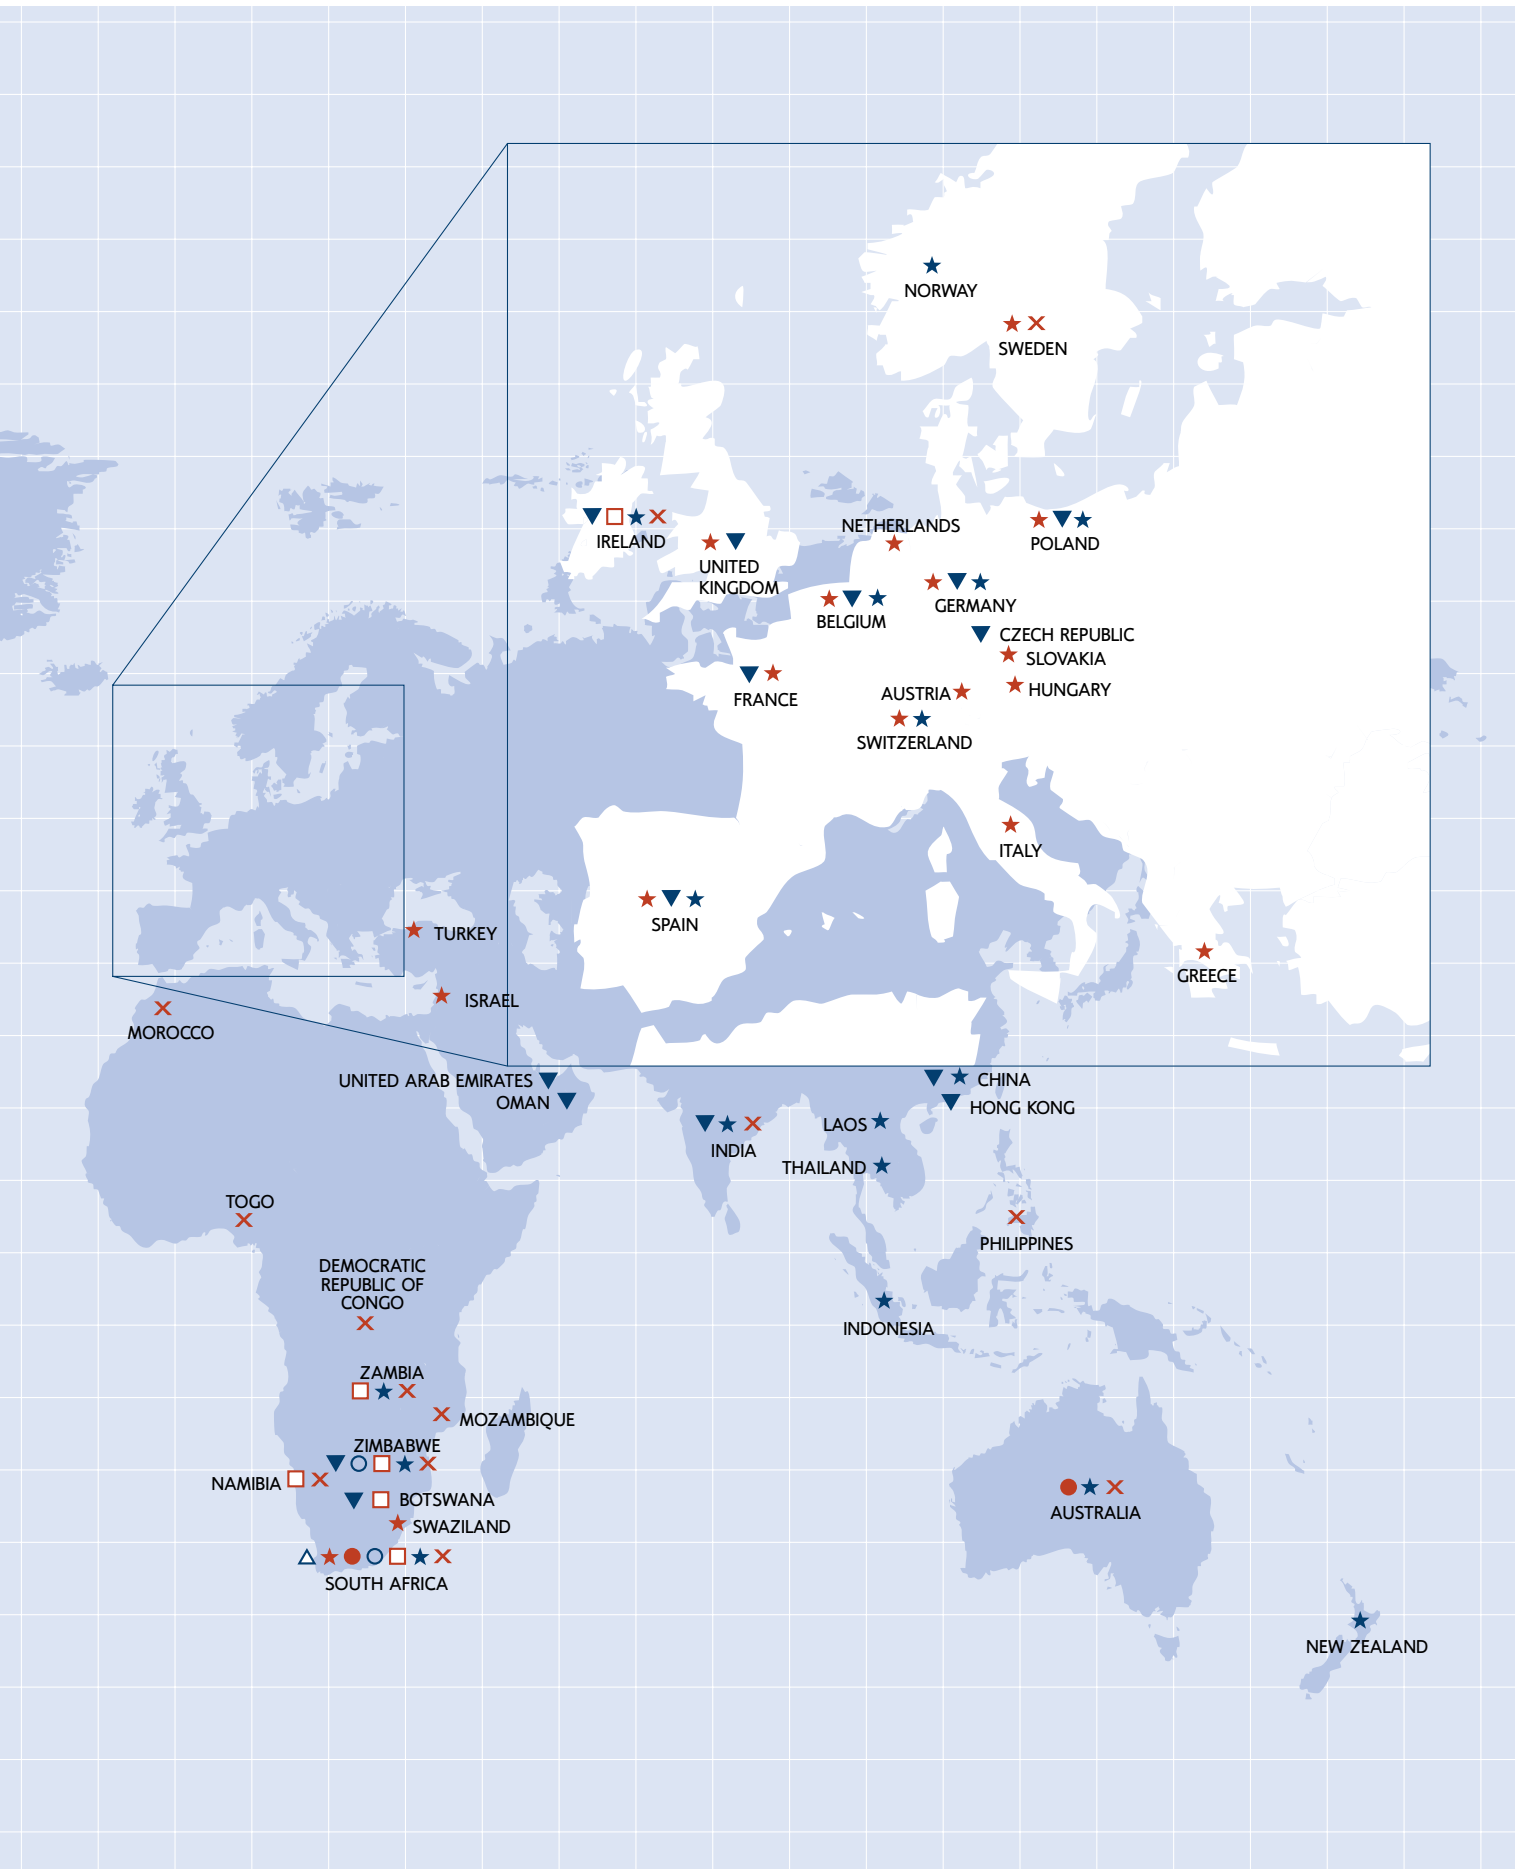 NORWAY
SWEDEN
NETHERLANDS
IRELAND
POLAND
UNITED
KINGDOM
GERMANY
BELGIUM
CZECH REPUBLIC
SLOVAKIA
HUNGARY
AUSTRIA
FRANCE
SWITZERLAND
ITALY
SPAIN
TURKEY
GREECE
ISRAEL
MOROCCO
UNITED ARAB EMIRATES
OMAN
CHINA
HONG KONG
LAOS
INDIA
THAILAND
TOGO
PHILIPPINES
DEMOCRATIC
REPUBLIC OF
CONGO
INDONESIA
ZAMBIA
MOZAMBIQUE
ZIMBABWE
NAMIBIA
BOTSWANA
AUSTRALIA
SWAZILAND
SOUTH AFRICA
NEW ZEALAND